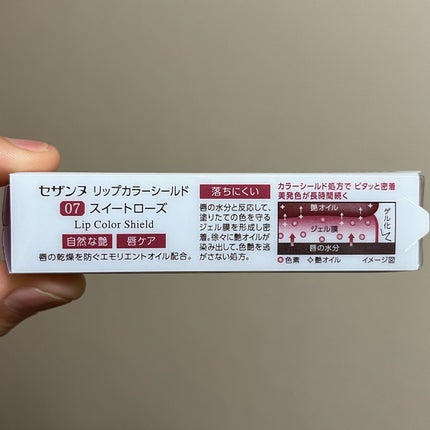 セザンヌ リップカラーシールド
07 スイートローズ
Lip Color Shield
自然な艶 唇ケア
唇の乾燥を防ぐエモリエントオイル配合。
落ちにくい
唇の水分と反応して、
塗りたての色を守る
ジェル膜を形成し密
着。徐々に艶オイルが
染み出して、色艶を逃
がさない処方。
カラーシールド処方で ピタッと密着
美発色が長時間続く
艶オイル
ジェル膜
唇の水分
ゲル化
◎色素 ◇艶オイル イメージ図